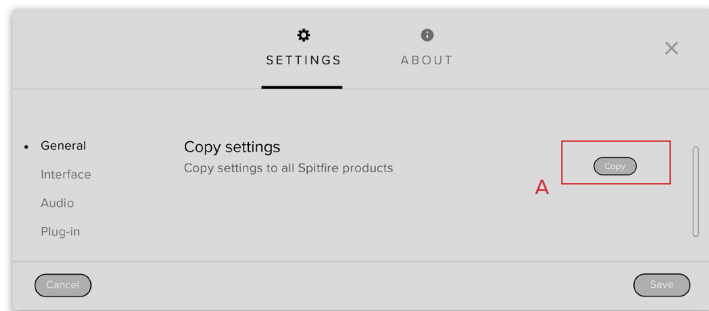 SETTINGS
ABOUT
General
Interface
Audio
Plug-in
Copy settings
Copy settings to all Spitfire products
Copy
A
Cancel
Save